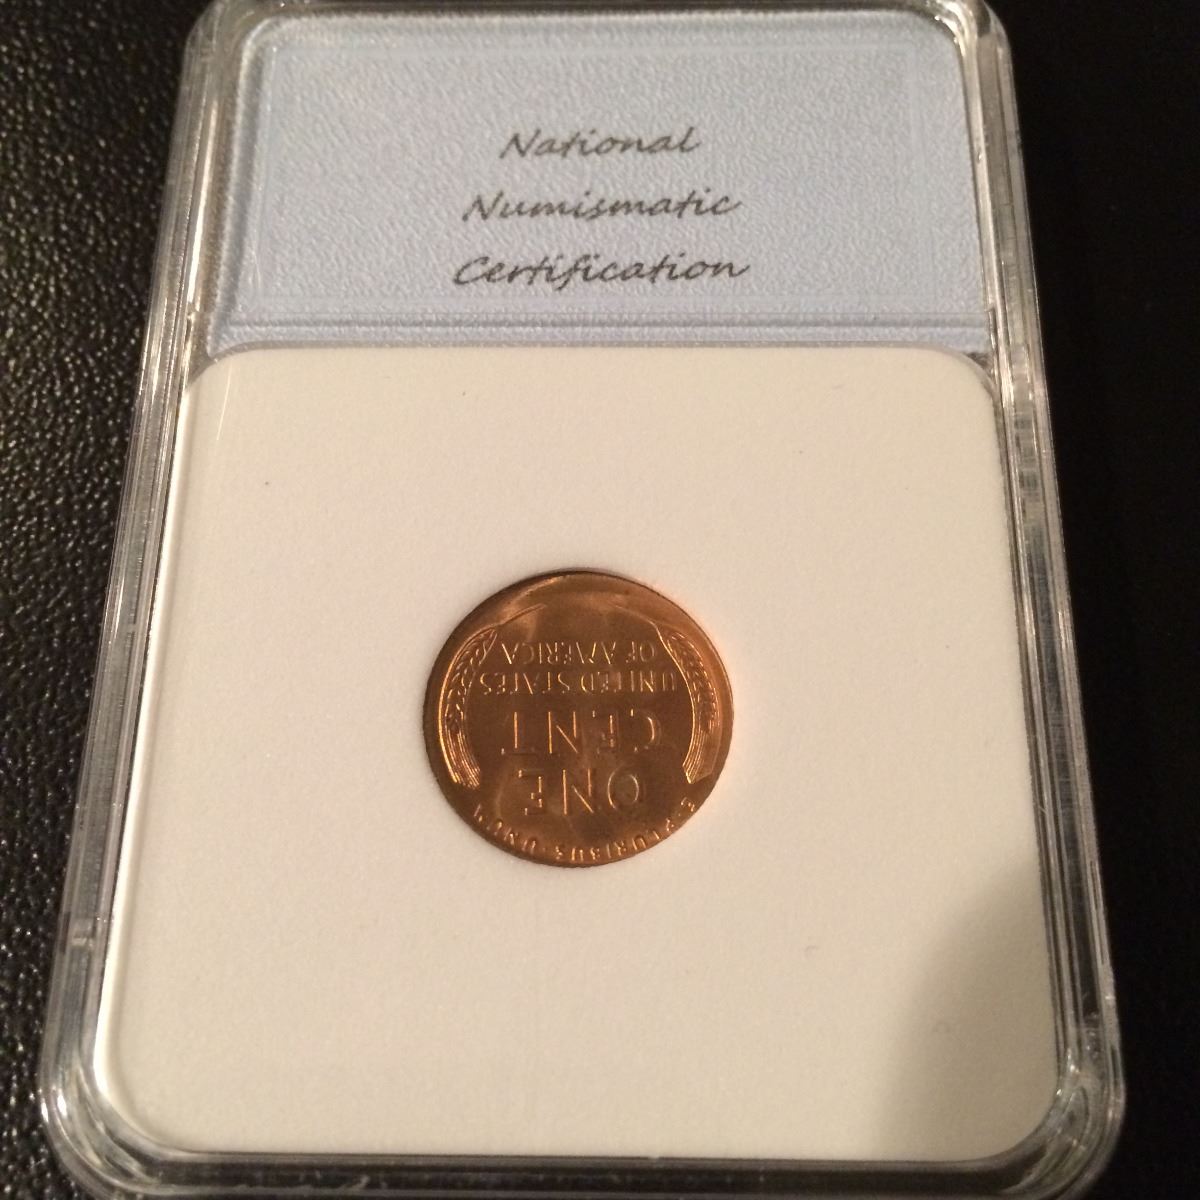 National
Numismatic
Certification
E·PLURIBUS·UNUM
ONE
CENT
UNITED STATES
OF AMERICA